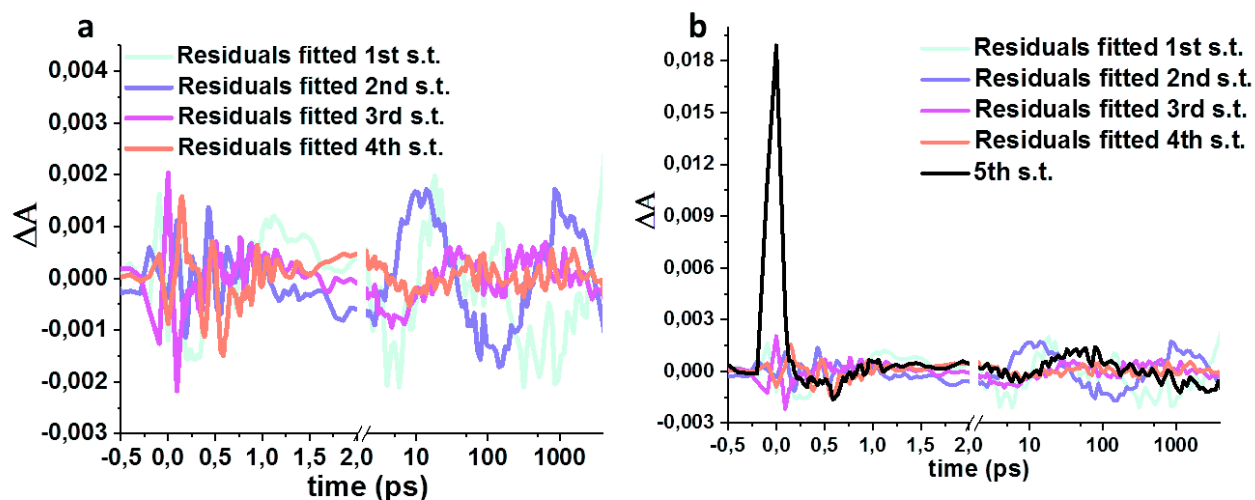 a
0,004
0,003
0,002
0,001
0,000
-0,001
-0,002
-0,003
ΔA
Residuals fitted 1st s.t.
Residuals fitted 2nd s.t.
Residuals fitted 3rd s.t.
Residuals fitted 4th s.t.
-0,5 0,0 0,5 1,0 1,5 2,0 10 100 1000
time (ps)
b
0,018
0,015
0,012
0,009
0,006
0,003
0,000
-0,003
ΔA
Residuals fitted 1st s.t.
Residuals fitted 2nd s.t.
Residuals fitted 3rd s.t.
Residuals fitted 4th s.t.
5th s.t.
-0,5 0,0 0,5 1,0 1,5 2,0 10 100 1000
time (ps)